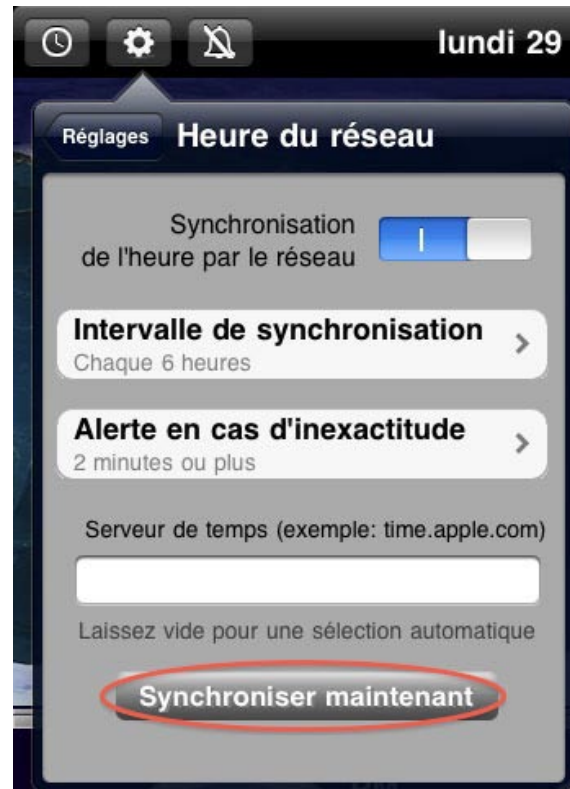 lundi 29
Réglages Heure du réseau
Synchronisation
de l'heure par le réseau
Intervalle de synchronisation
Chaque 6 heures
Alerte en cas d'inexactitude
2 minutes ou plus
Serveur de temps (exemple: time.apple.com)
Laissez vide pour une sélection automatique
Synchroniser maintenant